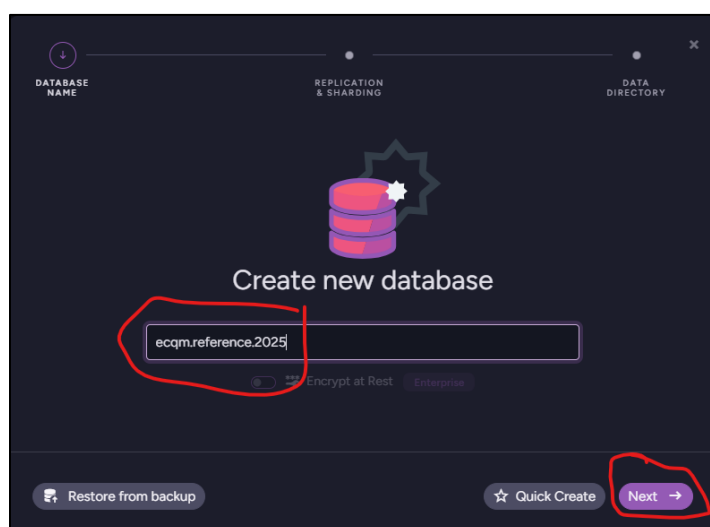 DATABASE
NAME
REPLICATION
& SHARDING
DATA
DIRECTORY
Create new database
ecqm.reference.2025
Encrypt at Rest Enterprise
Restore from backup
Quick Create
Next